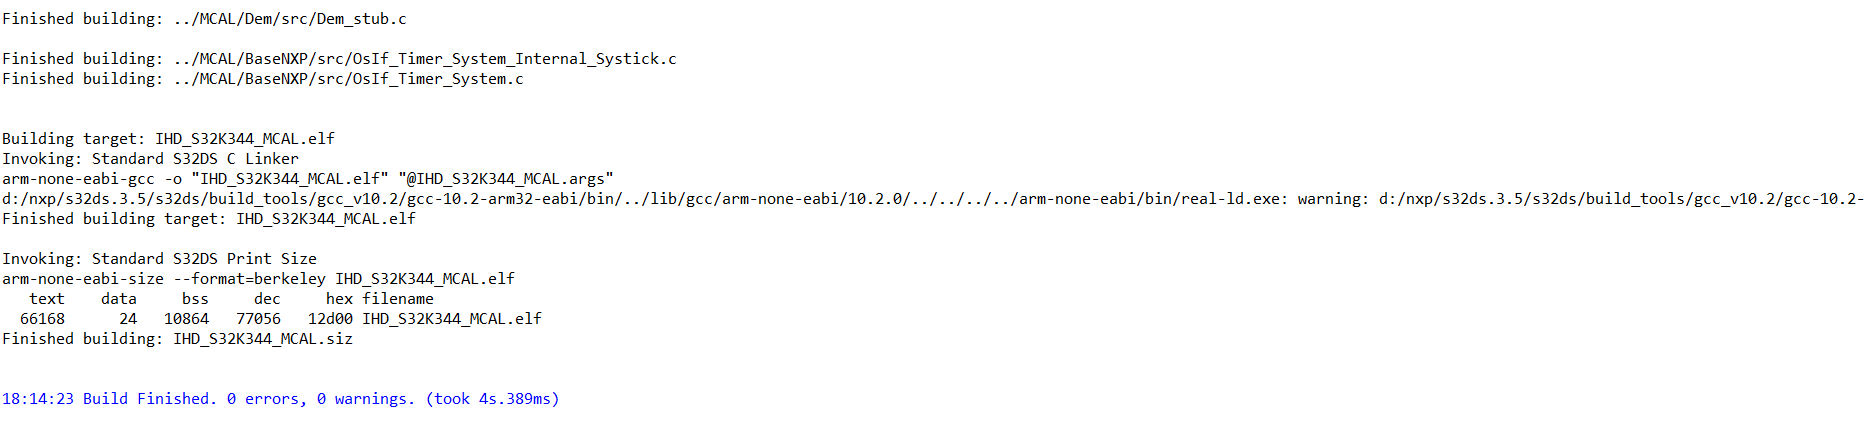 Finished building: ../MCAL/Dem/src/Dem_stub.c
Finished building: ../MCAL/BaseNXP/src/OsIf_Timer_System_Internal_Systick.c
Finished building: ../MCAL/BaseNXP/src/OsIf_Timer_System.c
Building target: IHD_S32K344_MCAL.elf
Invoking: Standard S32DS C Linker
arm-none-eabi-gcc -o "IHD_S32K344_MCAL.elf" "@IHD_S32K344_MCAL.args"
d:/nxp/s32ds.3.5/s32ds/build_tools/gcc_v10.2/gcc-10.2-arm32-eabi/bin/../lib/gcc/arm-none-eabi/10.2.0/../../../../arm-none-eabi/bin/real-ld.exe: warning: d:/nxp/s32ds.3.5/s32ds/build_tools/gcc_v10.2/gcc-10.2-
Finished building target: IHD_S32K344_MCAL.elf
Invoking: Standard S32DS Print Size
arm-none-eabi-size --format=berkeley IHD_S32K344_MCAL.elf
text data bss dec hex filename
66168 24 10864 77056 12d00 IHD_S32K344_MCAL.elf
Finished building: IHD_S32K344_MCAL.siz
18:14:23 Build Finished. 0 errors, 0 warnings. (took 4s.389ms)